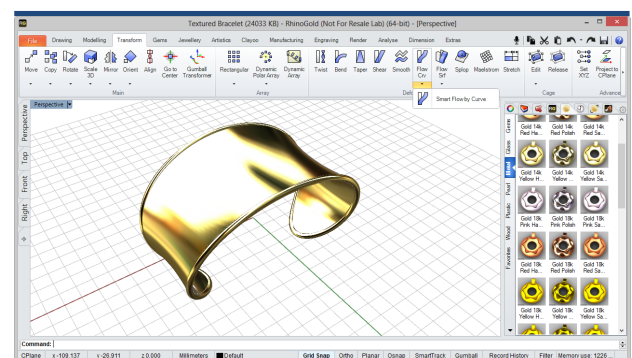 RG
Textured Bracelet (24033 KB) - RhinoGold (Not For Resale Lab) (64-bit) - [Perspective]
File Drawing Modelling Transform Gems Jewellery Artistics Clayoo Manufacturing Engraving Render Analyse Dimension Extras
Move Copy Rotate Scale 3D Mirror Orient Align Go to Center Gumball Transformer Rectangular Dynamic Polar Array Dynamic Array Twist Bend Taper Shear Smooth Flow Crv Flow Srf Splop Maelstrom Stretch Edit Release Set XYZ Project to CPlane
Main Array Cage Advance
Smart Flow by Curve
Perspective
Perspective
Top
Front
Right
Gems
Glass
Metal
Pearl
Plastic
Wood
Favorites
Gold 14k Red Ha... Gold 14k Red Polish Gold 14k Red Sa...
Gold 14k Yellow H... Gold 14k Yellow ... Gold 14k Yellow Sa...
Gold 18k Pink Ha... Gold 18k Pink Polish Gold 18k Pink Sa...
Gold 18k Red Ha... Gold 18k Red Polish Gold 18k Red Sa...
Gold 18k Yellow H... Gold 18k Yellow ... Gold 18k Yellow Sa...
Command:
CPlane x -109.137 y -26.911 z 0.000 Millimeters Default Grid Snap Ortho Planar Osnap SmartTrack Gumball Record History Filter Memory use: 1226 ...